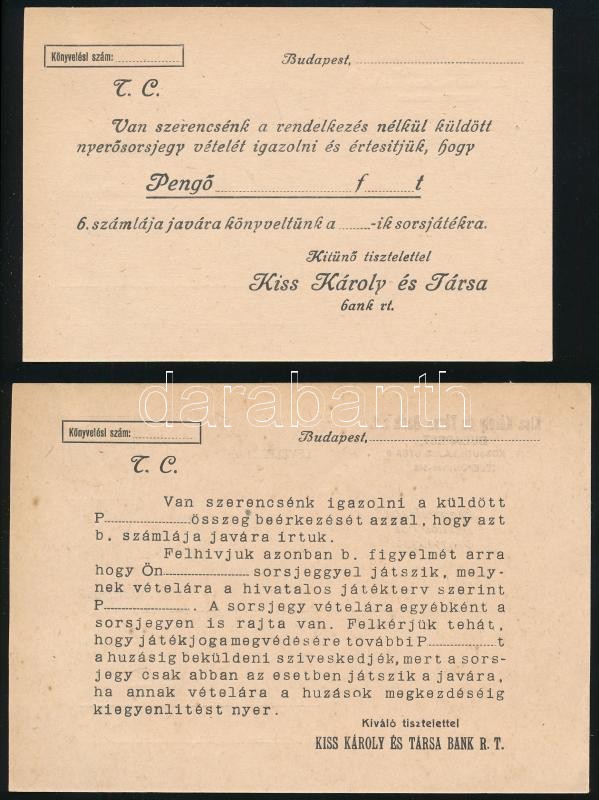 Könyvelési szám:
Budapest,
T. C.
Van szerencsénk a rendelkezés nélkül küldött
nyerősorsjegy vételét igazolni és értesitjük, hogy
Pengő f t
6. számlája javára könyveltünk a -ik sorsjátékra.
Kitünő tisztelettel
Kiss Károly és Társa
bank rt.
darabanth
Könyvelési szám:
Budapest,
T. C.
Van szerencsénk igazolni a küldött
P összeg beérkezését azzal, hogy azt
b. számlája javára irtuk.
Felhivjuk azonban b. figyelmét arra
hogy Ön sorsjeggyel játszik, mely-
nek vételára a hivatalos játékterv szerint
P . A sorsjegy vételára egyébként a
sorsjegyen is rajta van. Felkérjük tehát,
hogy játékjoga megvédésére további P t
a huzásig beküldeni sziveskedjék, mert a sors-
jegy csak abban az esetben játszik a javára,
ha annak vételára a huzások megkezdéséig
kiegyenlitést nyer.
Kiváló tisztelettel
KISS KÁROLY ÉS TÁRSA BANK R. T.